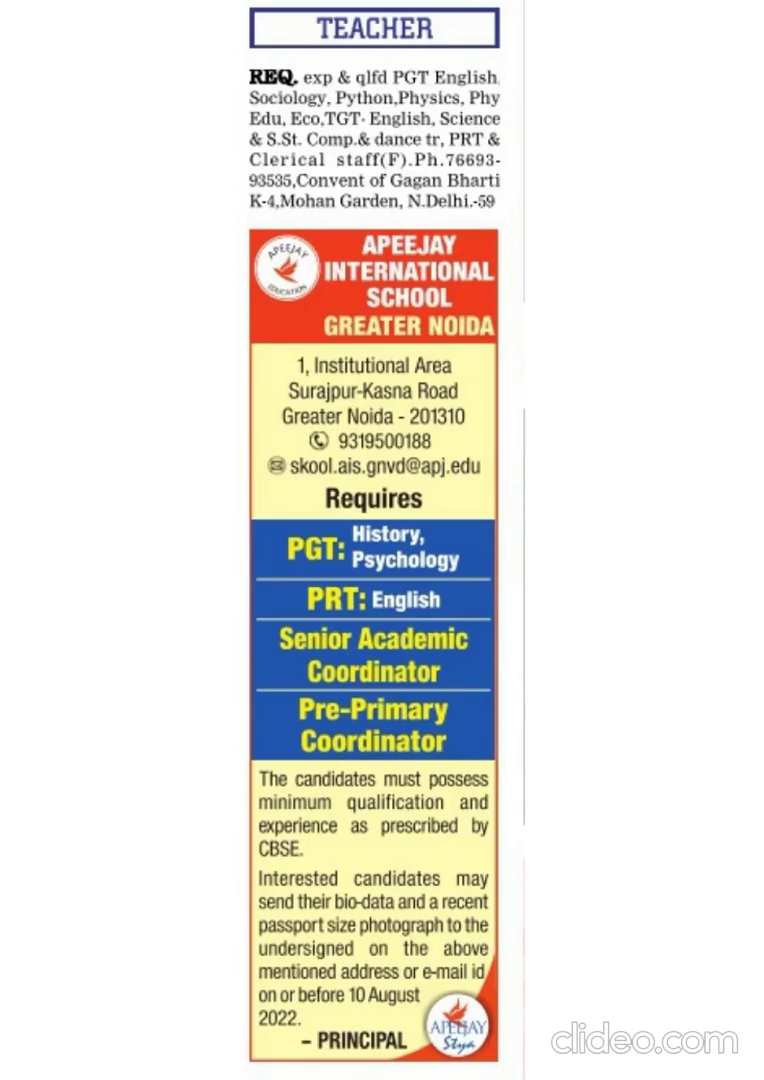 TEACHER
REQ. exp & qlfd PGT English,
Sociology, Python,Physics, Phy
Edu, Eco,TGT- English, Science
& S.St. Comp.& dance tr, PRT &
Clerical staff(F).Ph.76693-
93535,Convent of Gagan Bharti
K-4,Mohan Garden, N.Delhi.-59
APEEJAY
EDUCATION
APEEJAY
INTERNATIONAL
SCHOOL
GREATER NOIDA
1, Institutional Area
Surajpur-Kasna Road
Greater Noida - 201310
9319500188
skool.ais.gnvd@apj.edu
Requires
PGT: History,
Psychology
PRT: English
Senior Academic
Coordinator
Pre-Primary
Coordinator
The candidates must possess
minimum qualification and
experience as prescribed by
CBSE.
Interested candidates may
send their bio-data and a recent
passport size photograph to the
undersigned on the above
mentioned address or e-mail id
on or before 10 August
2022.
– PRINCIPAL
APEEJAY
Stya
clideo.com